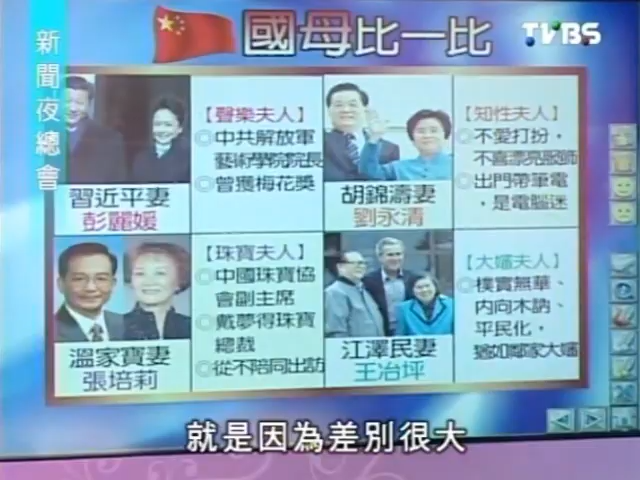 新聞夜總會
國母比一比
TVBS
習近平妻
彭麗媛
【聲樂夫人】
◎中共解放軍
藝術學院院長
◎曾獲梅花獎
胡錦濤妻
劉永清
【知性夫人】
◎不愛打扮，
不喜漂亮服飾
◎出門帶筆電
，是電腦迷
溫家寶妻
張培莉
【珠寶夫人】
◎中國珠寶協
會副主席
◎戴夢得珠寶
總裁
◎從不陪同出訪
江澤民妻
王冶坪
【大嬸夫人】
◎樸實無華、
內向木訥、
平民化，
猶如鄰家大嬸
就是因為差別很大